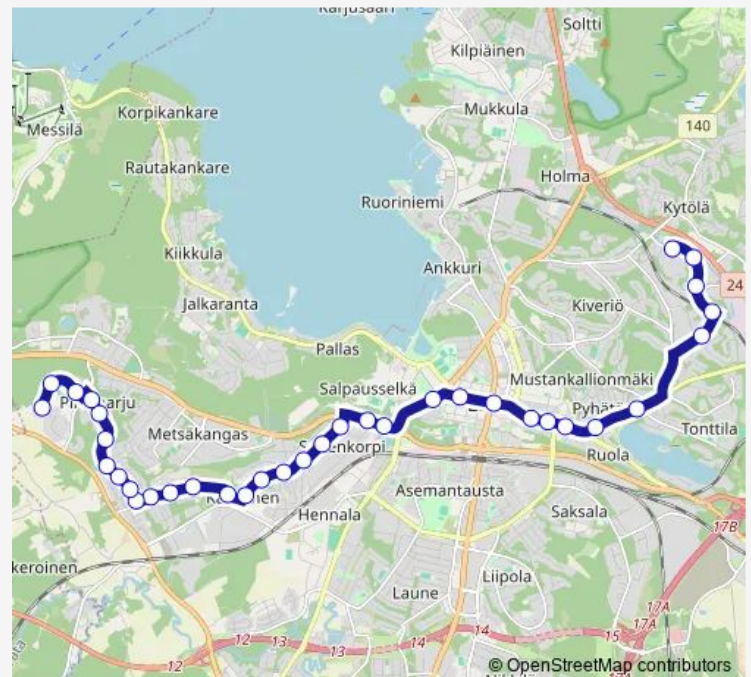 Soltti
Kilpiäinen
Messilä
Korpikankare
Mukkula
140
Rautakankare
Holma
Ruoriniemi
Kytölä
Kiikkula
Ankkuri
24
Jalkaranta
Kiveriö
Pallas
Salpausselkä
Mustankallionmäki
Metsäkangas
Tonttila
Ruola
Asemantausta
Hennala
Saksala
17B
keroinen
Liipola
Laune
17A
17A
12
13
13
14
14
15
12
© OpenStreetMap contributors